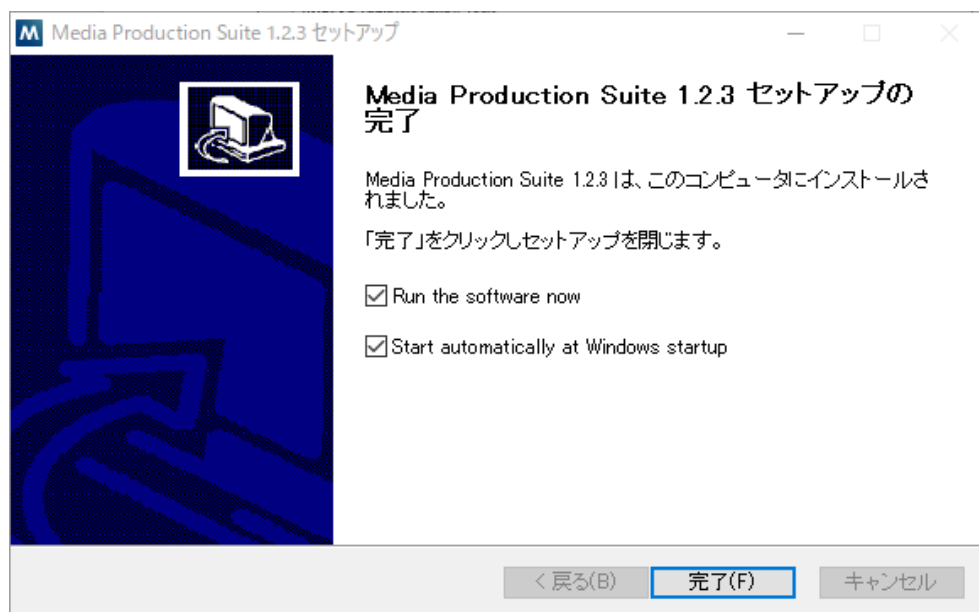 M Media Production Suite 1.2.3 セットアップ
Media Production Suite 1.2.3 セットアップの
完了
Media Production Suite 1.2.3 は、このコンピュータにインストールさ
れました。
「完了」をクリックしセットアップを閉じます。
Run the software now
Start automatically at Windows startup
< 戻る(B)
完了(F)
キャンセル